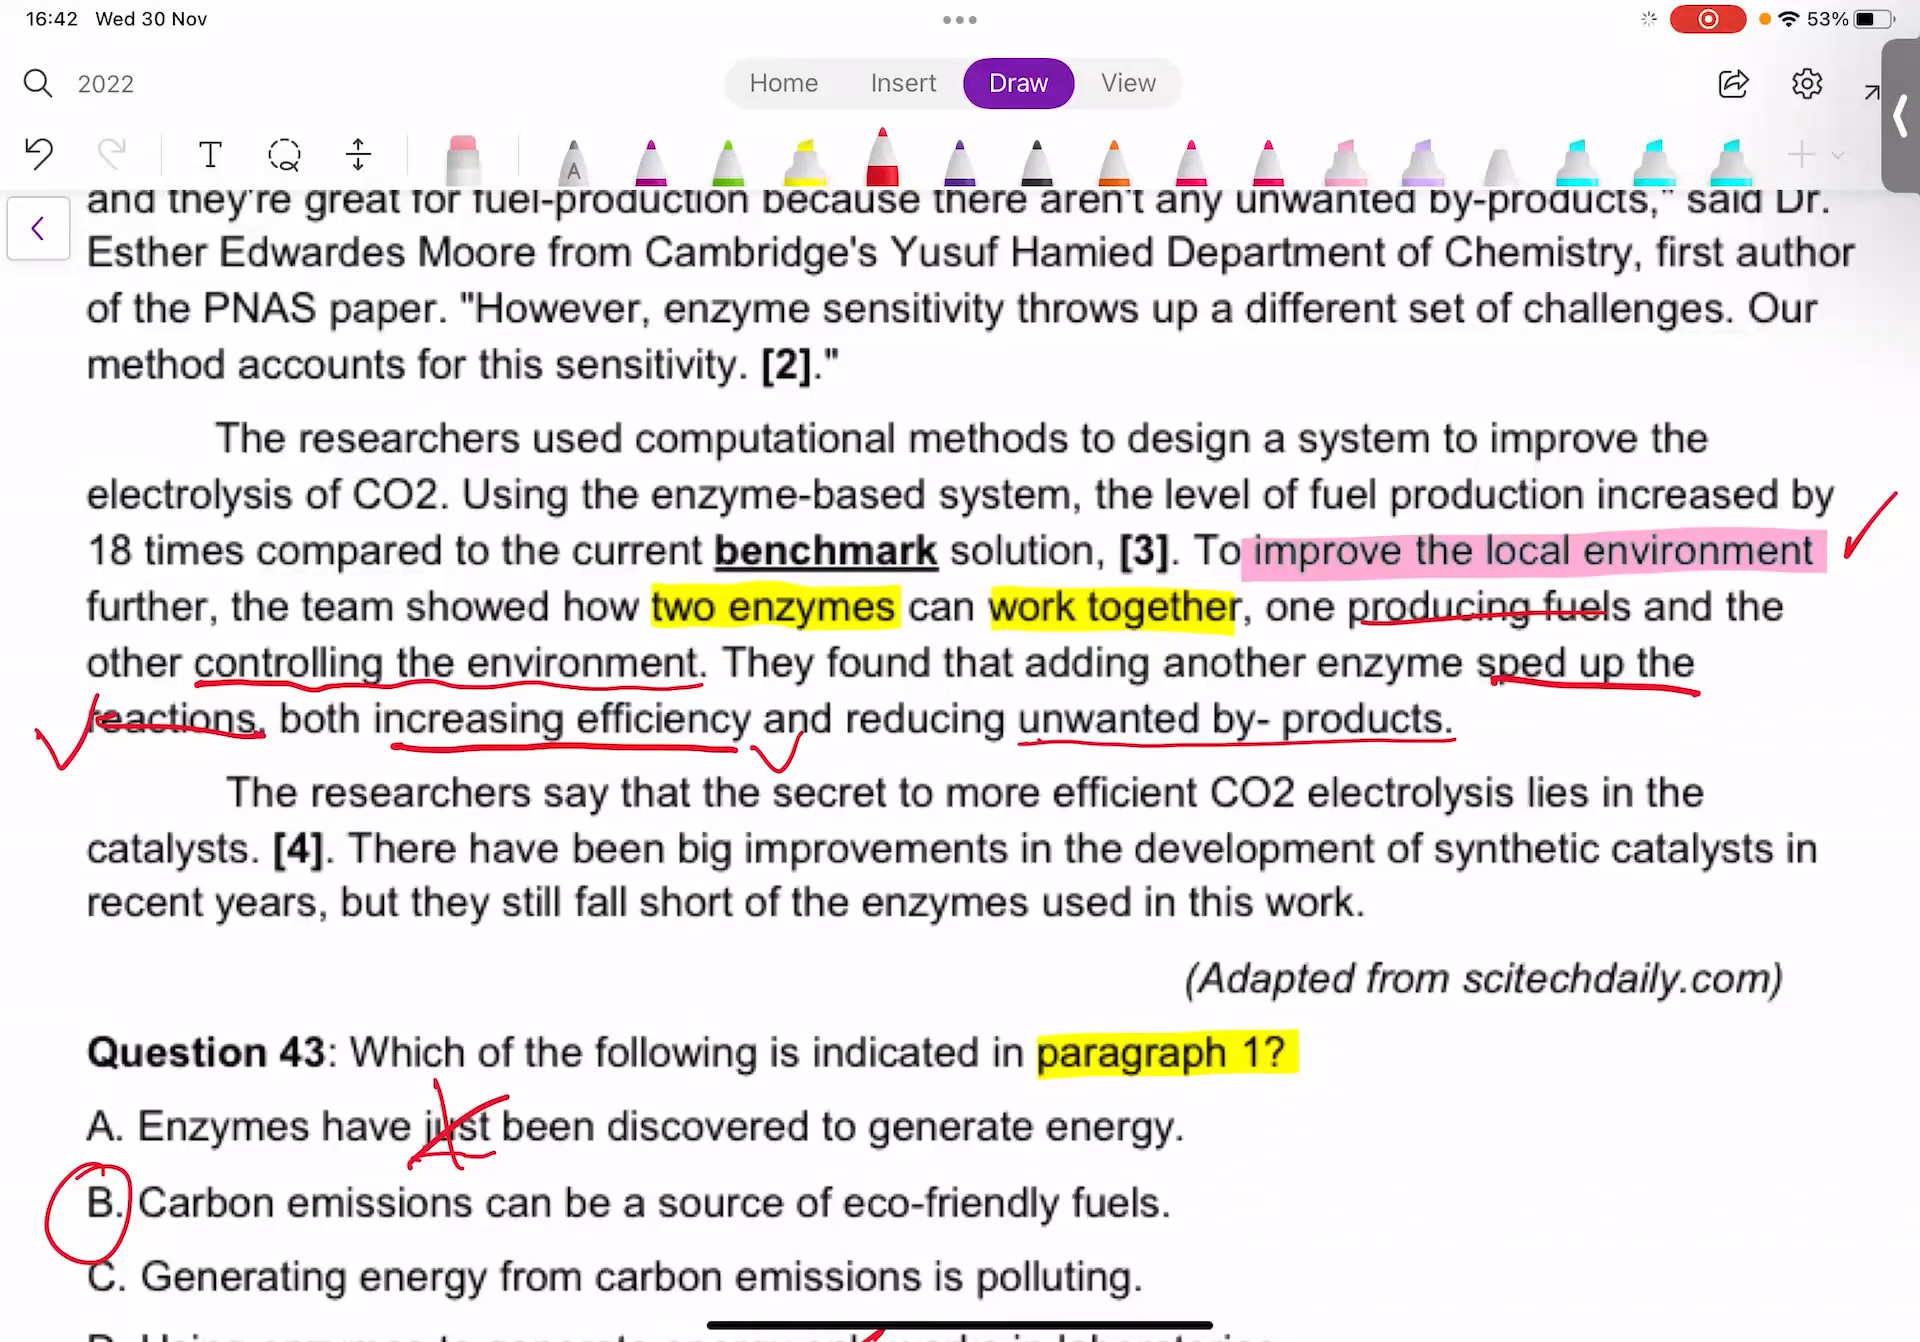 16:42 Wed 30 Nov
53%
2022
Home Insert Draw View
T
A
and they're great for fuel-production because there aren't any unwanted by-products," said Dr.
Esther Edwardes Moore from Cambridge's Yusuf Hamied Department of Chemistry, first author
of the PNAS paper. "However, enzyme sensitivity throws up a different set of challenges. Our
method accounts for this sensitivity. [2]."
The researchers used computational methods to design a system to improve the
electrolysis of CO2. Using the enzyme-based system, the level of fuel production increased by
18 times compared to the current benchmark solution, [3]. To improve the local environment
further, the team showed how two enzymes can work together, one producing fuels and the
other controlling the environment. They found that adding another enzyme sped up the
reactions, both increasing efficiency and reducing unwanted by- products.
The researchers say that the secret to more efficient CO2 electrolysis lies in the
catalysts. [4]. There have been big improvements in the development of synthetic catalysts in
recent years, but they still fall short of the enzymes used in this work.
(Adapted from scitechdaily.com)
Question 43: Which of the following is indicated in paragraph 1?
A. Enzymes have just been discovered to generate energy.
B. Carbon emissions can be a source of eco-friendly fuels.
C. Generating energy from carbon emissions is polluting.
D. Using enzymes to generate energy only works in laboratories.